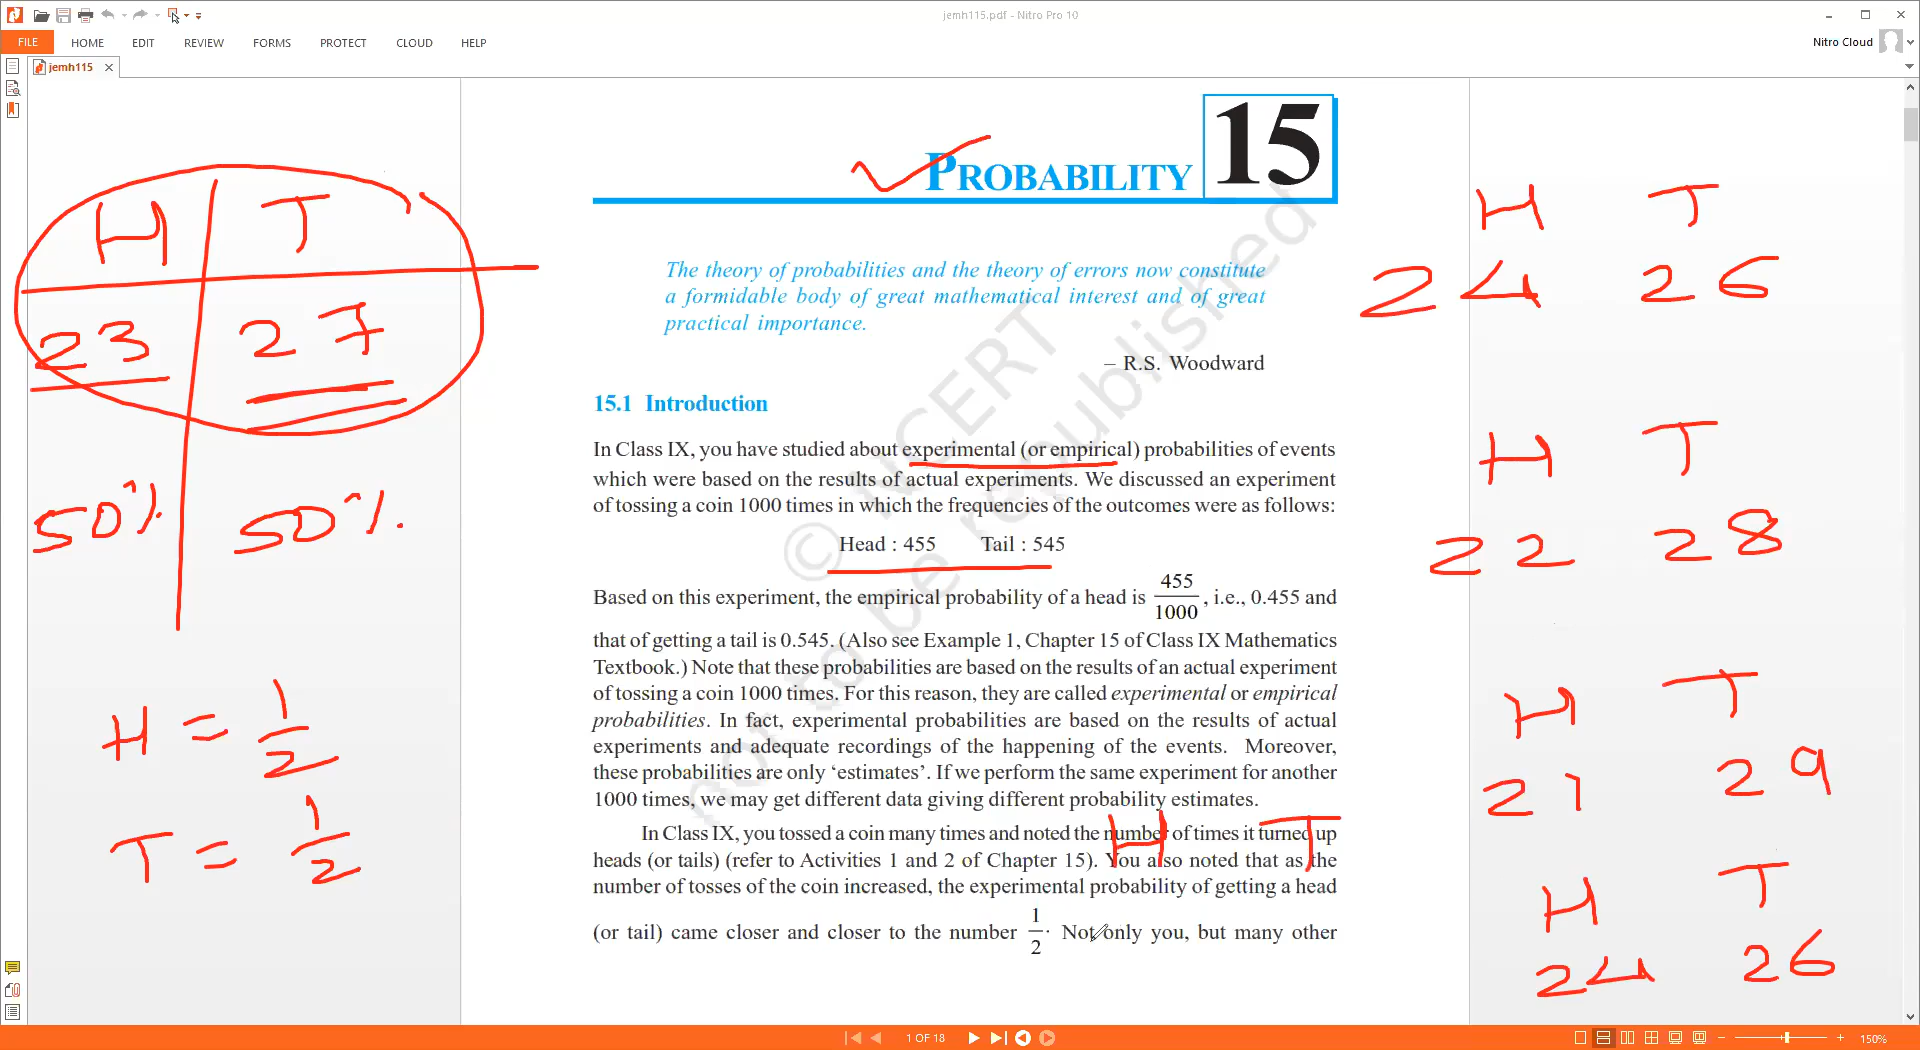 jemh115.pdf - Nitro Pro 10
FILE HOME EDIT REVIEW FORMS PROTECT CLOUD HELP
Nitro Cloud
jemh115
PROBABILITY 15
The theory of probabilities and the theory of errors now constitute
a formidable body of great mathematical interest and of great
practical importance.
– R.S. Woodward
15.1 Introduction
In Class IX, you have studied about experimental (or empirical) probabilities of events
which were based on the results of actual experiments. We discussed an experiment
of tossing a coin 1000 times in which the frequencies of the outcomes were as follows:
Head : 455 Tail : 545
Based on this experiment, the empirical probability of a head is 455/1000, i.e., 0.455 and
that of getting a tail is 0.545. (Also see Example 1, Chapter 15 of Class IX Mathematics
Textbook.) Note that these probabilities are based on the results of an actual experiment
of tossing a coin 1000 times. For this reason, they are called experimental or empirical
probabilities. In fact, experimental probabilities are based on the results of actual
experiments and adequate recordings of the happening of the events. Moreover,
these probabilities are only ‘estimates’. If we perform the same experiment for another
1000 times, we may get different data giving different probability estimates.
In Class IX, you tossed a coin many times and noted the number of times it turned up
heads (or tails) (refer to Activities 1 and 2 of Chapter 15). You also noted that as the
number of tosses of the coin increased, the experimental probability of getting a head
(or tail) came closer and closer to the number 1/2. Not only you, but many other
© NCERT
not to be republished
H T
23 27
50% 50%
H = 1/2
T = 1/2
H T
24 26
H T
22 28
H T
21 29
H T
24 26
H T
1 OF 18
150%